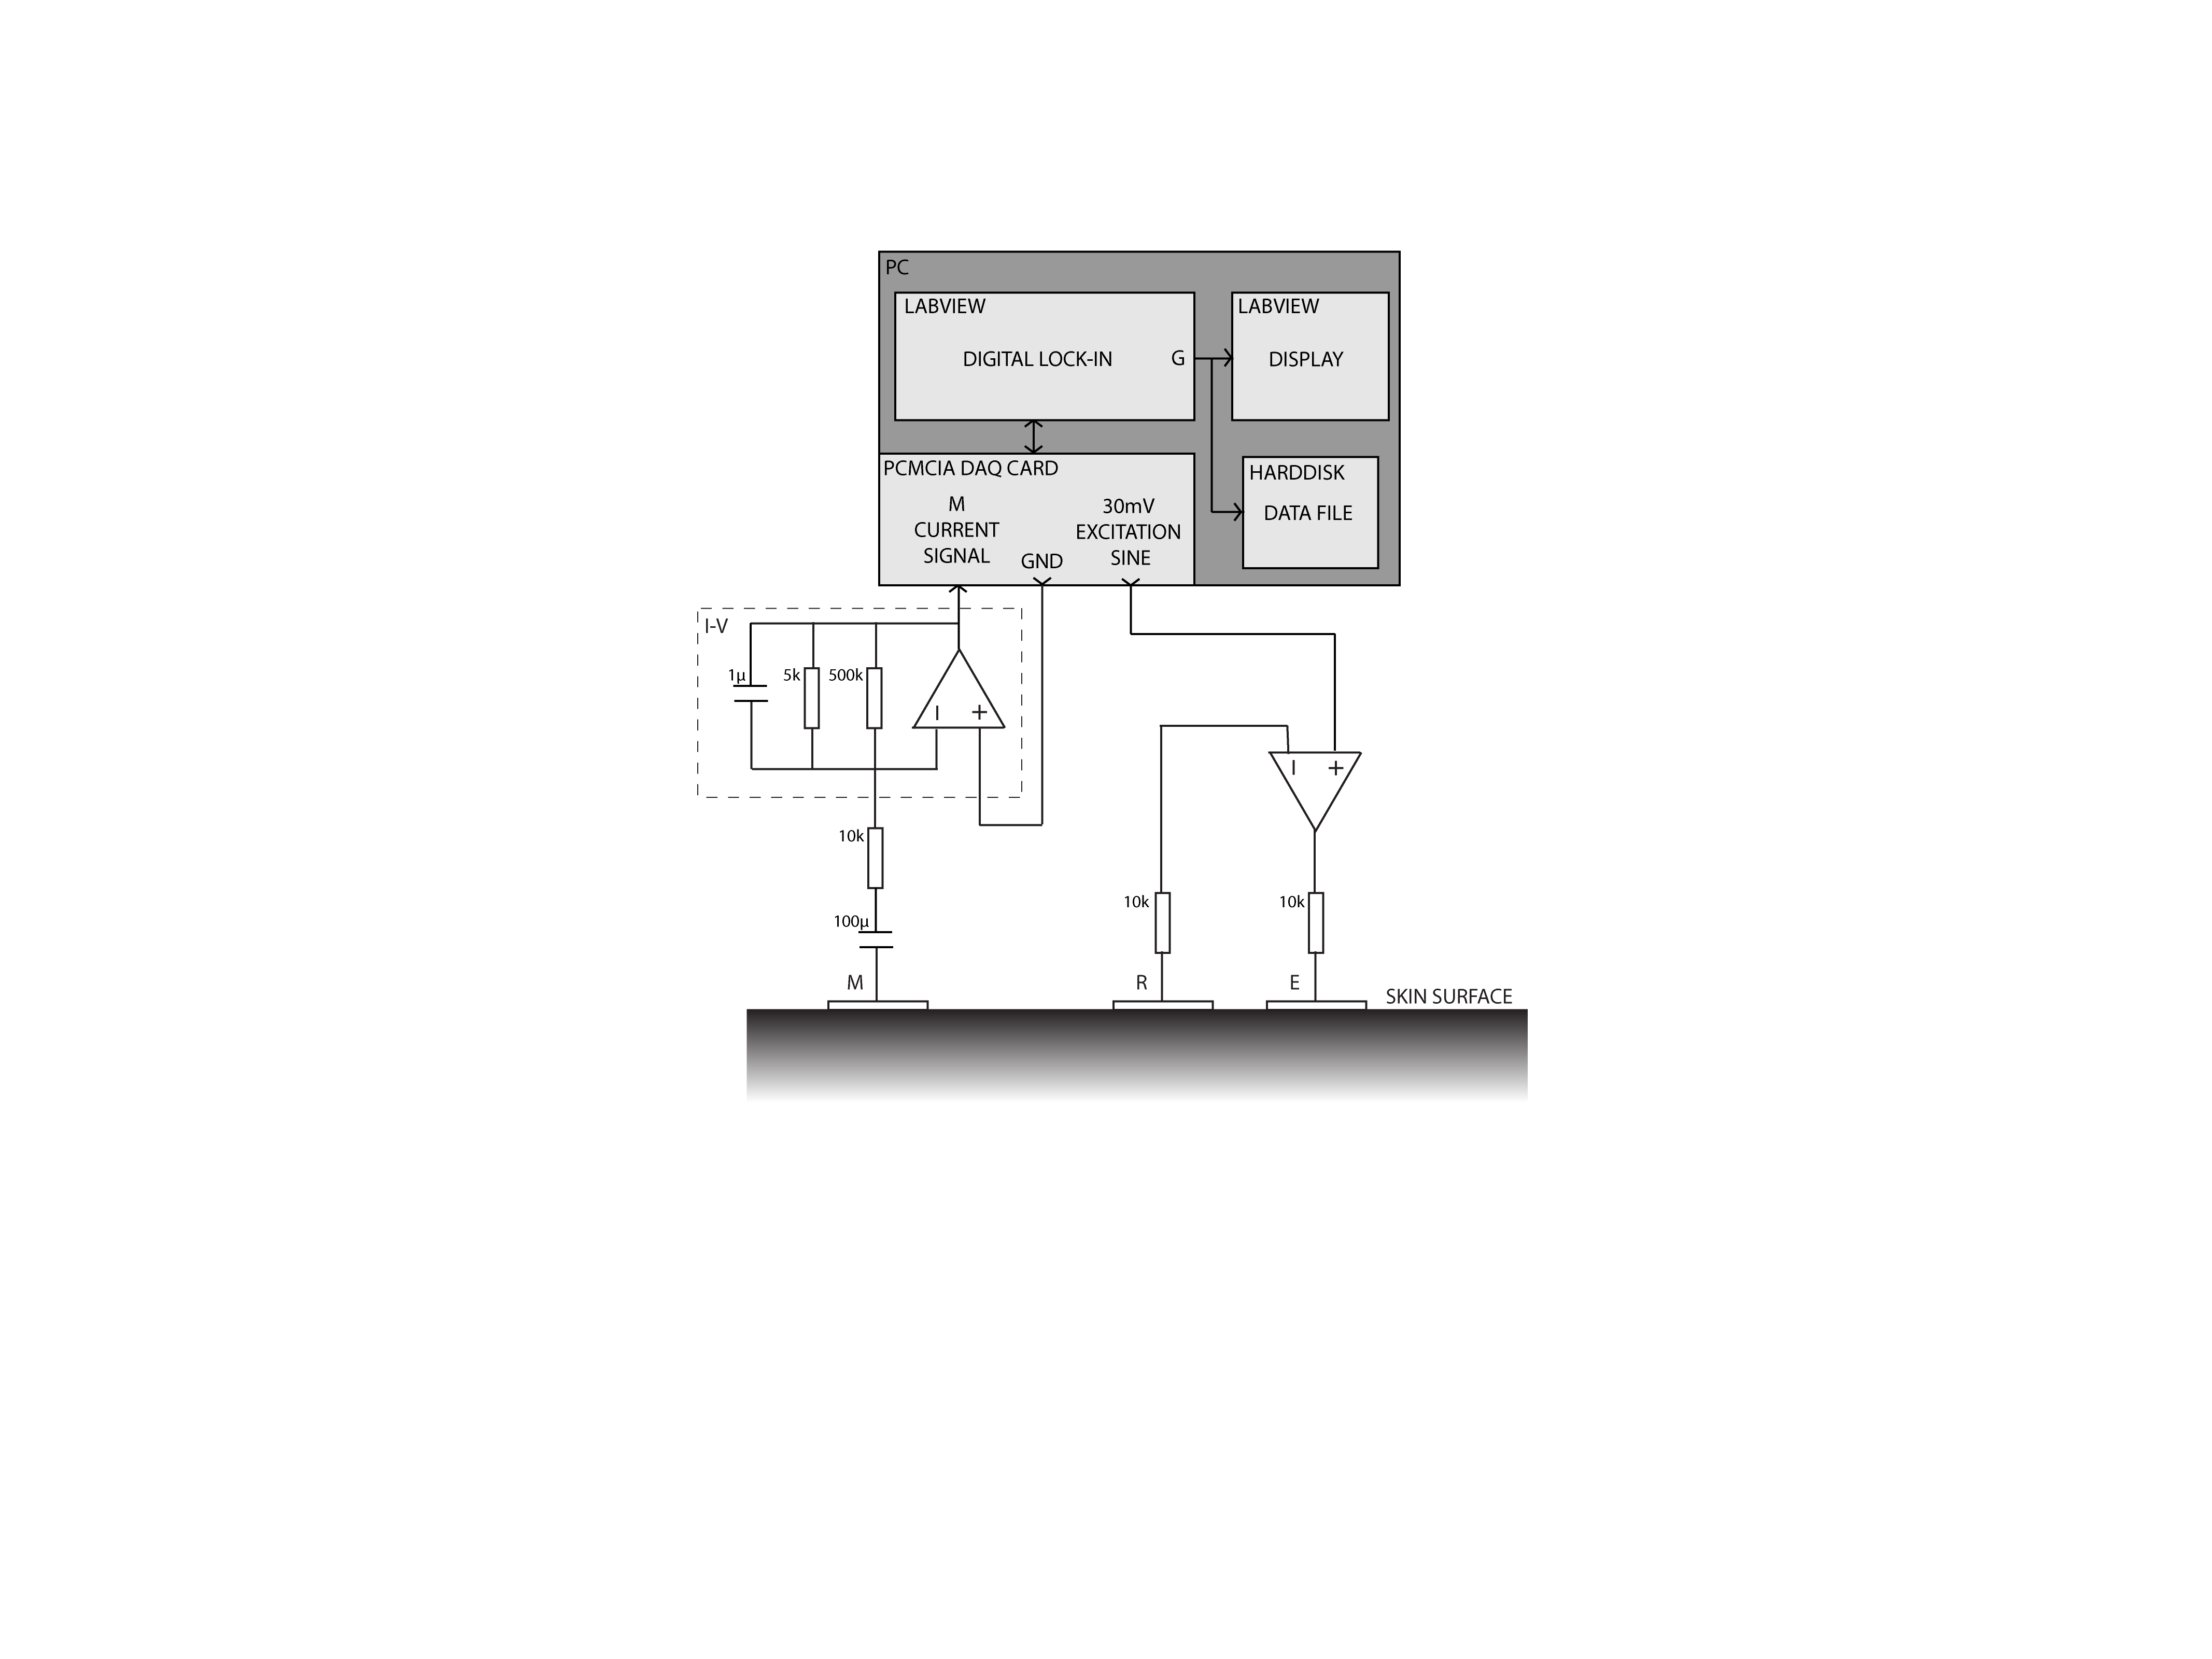 PC
LABVIEW
DIGITAL LOCK-IN
G
LABVIEW
DISPLAY
PCMCIA DAQ CARD
M
CURRENT
SIGNAL
GND
30mV
EXCITATION
SINE
HARDDISK
DATA FILE
I-V
1µ
5k
500k
+
+
10k
100µ
10k
10k
M
R
E
SKIN SURFACE